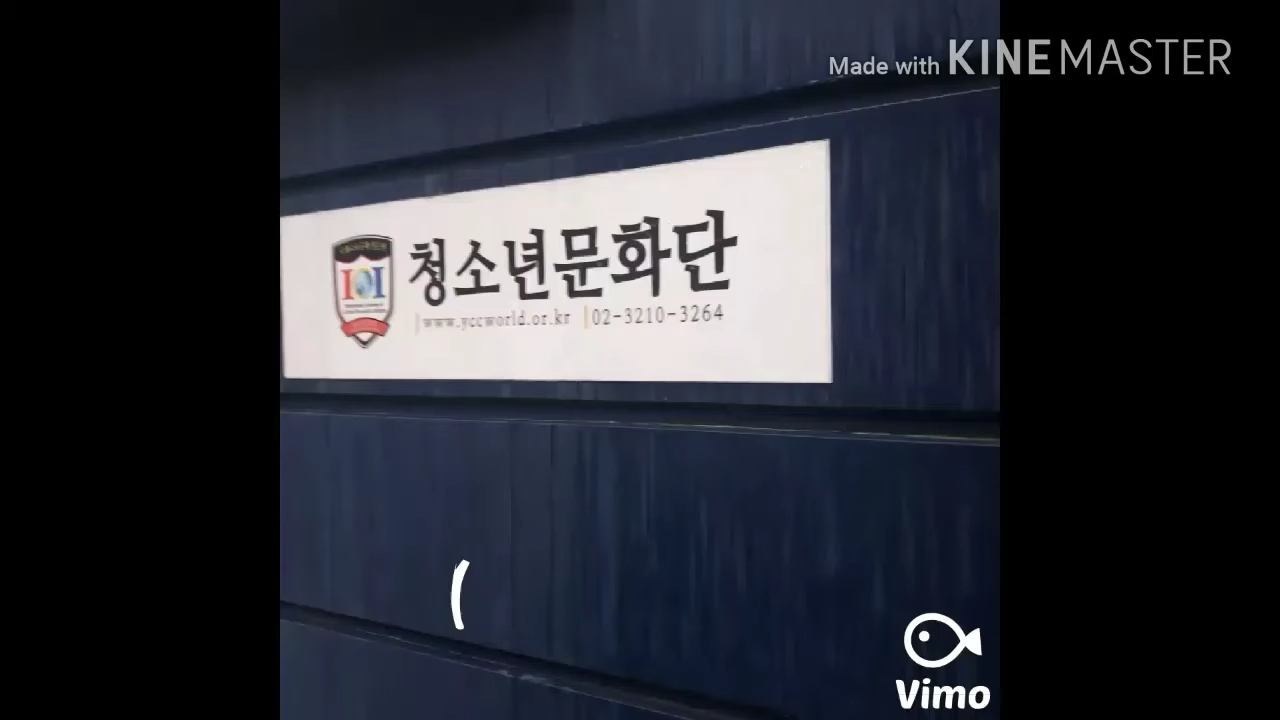 Made with KINEMASTER
청소년문화단
www.yccworld.or.kr 02-3210-3264
(
Vimo